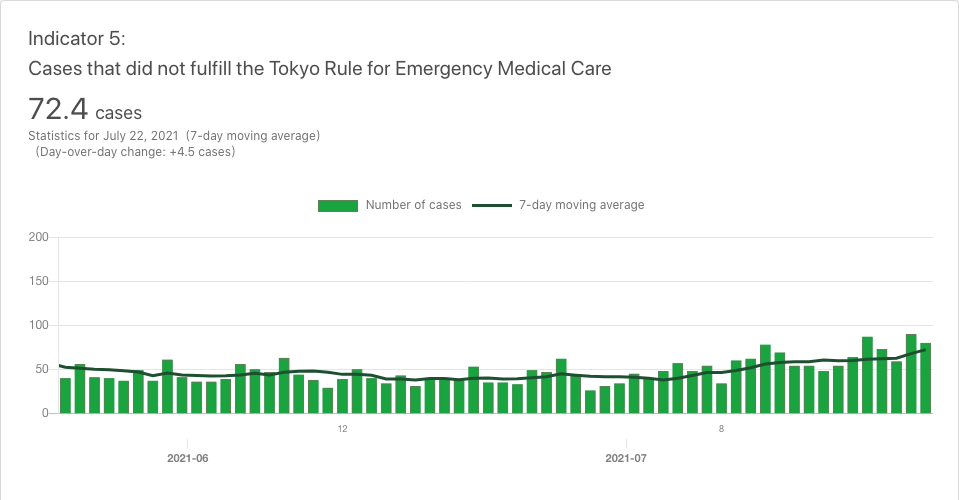 Indicator 5:
Cases that did not fulfill the Tokyo Rule for Emergency Medical Care
72.4 cases
Statistics for July 22, 2021 (7-day moving average)
(Day-over-day change: +4.5 cases)
Number of cases 7-day moving average
200
150
100
50
0
12 8
2021-06 2021-07